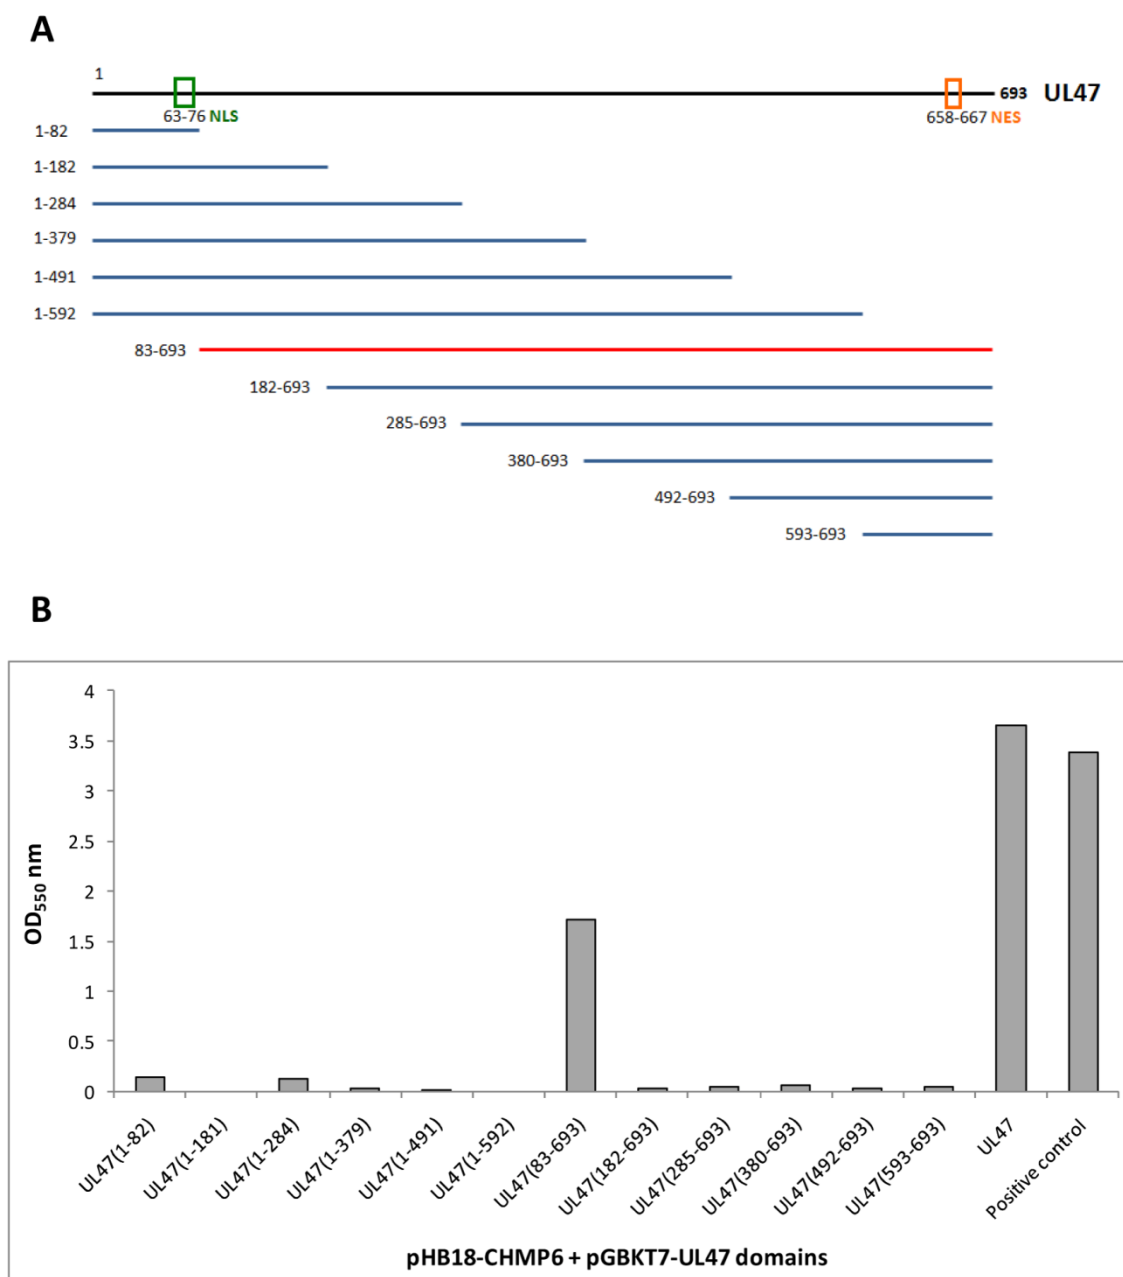 A
1
693 UL47
63-76 NLS
658-667 NES
1-82
1-182
1-284
1-379
1-491
1-592
83-693
182-693
285-693
380-693
492-693
593-693
B
4
3.5
3
2.5
2
1.5
1
0.5
0
OD550 nm
UL47(1-82)
UL47(1-181)
UL47(1-284)
UL47(1-379)
UL47(1-491)
UL47(1-592)
UL47(83-693)
UL47(182-693)
UL47(285-693)
UL47(380-693)
UL47(492-693)
UL47(593-693)
UL47
Positive control
pHB18-CHMP6 + pGBKT7-UL47 domains